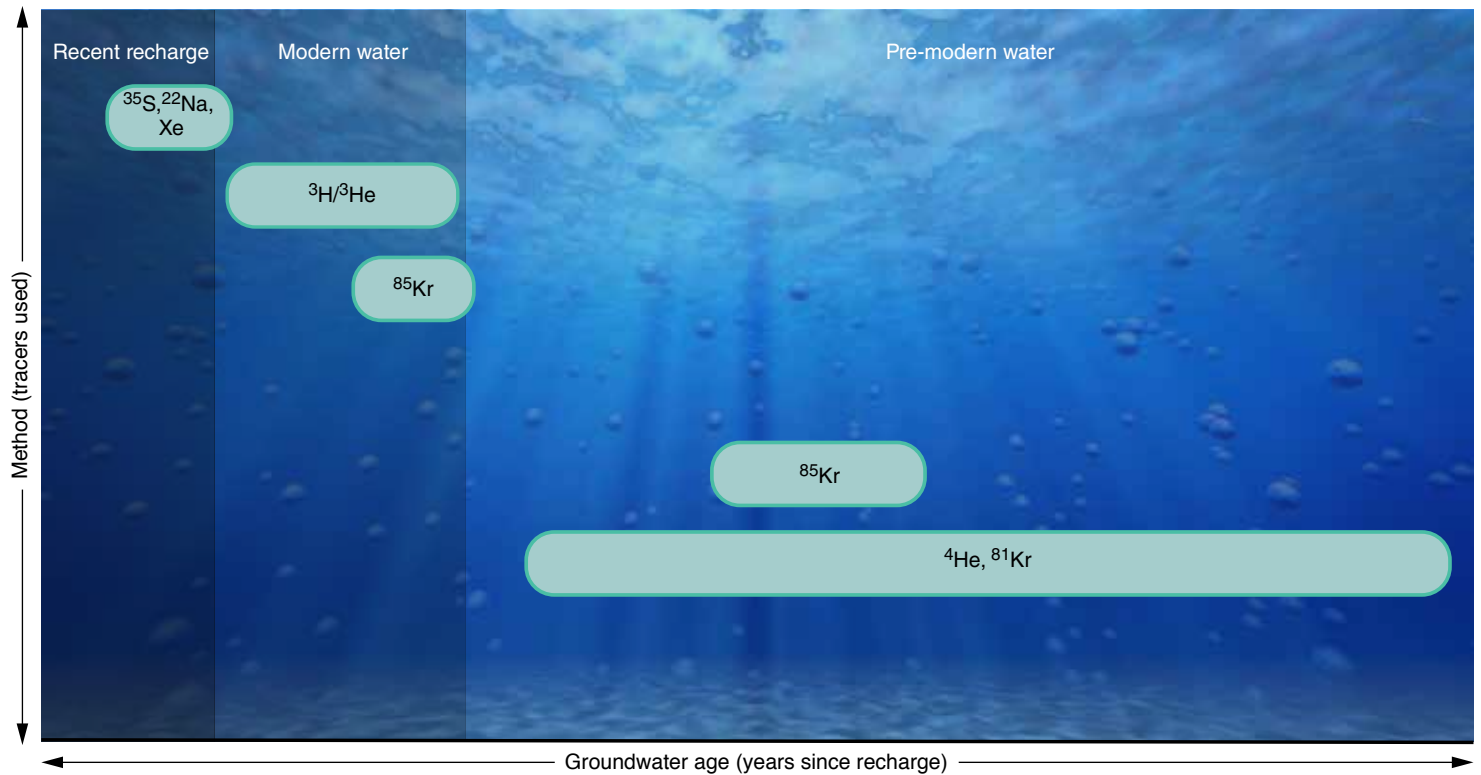 Recent recharge
Modern water
Pre-modern water
³⁵S,²²Na,
Xe
³H/³He
⁸⁵Kr
⁸⁵Kr
⁴He, ⁸¹Kr
Method (tracers used)
Groundwater age (years since recharge)